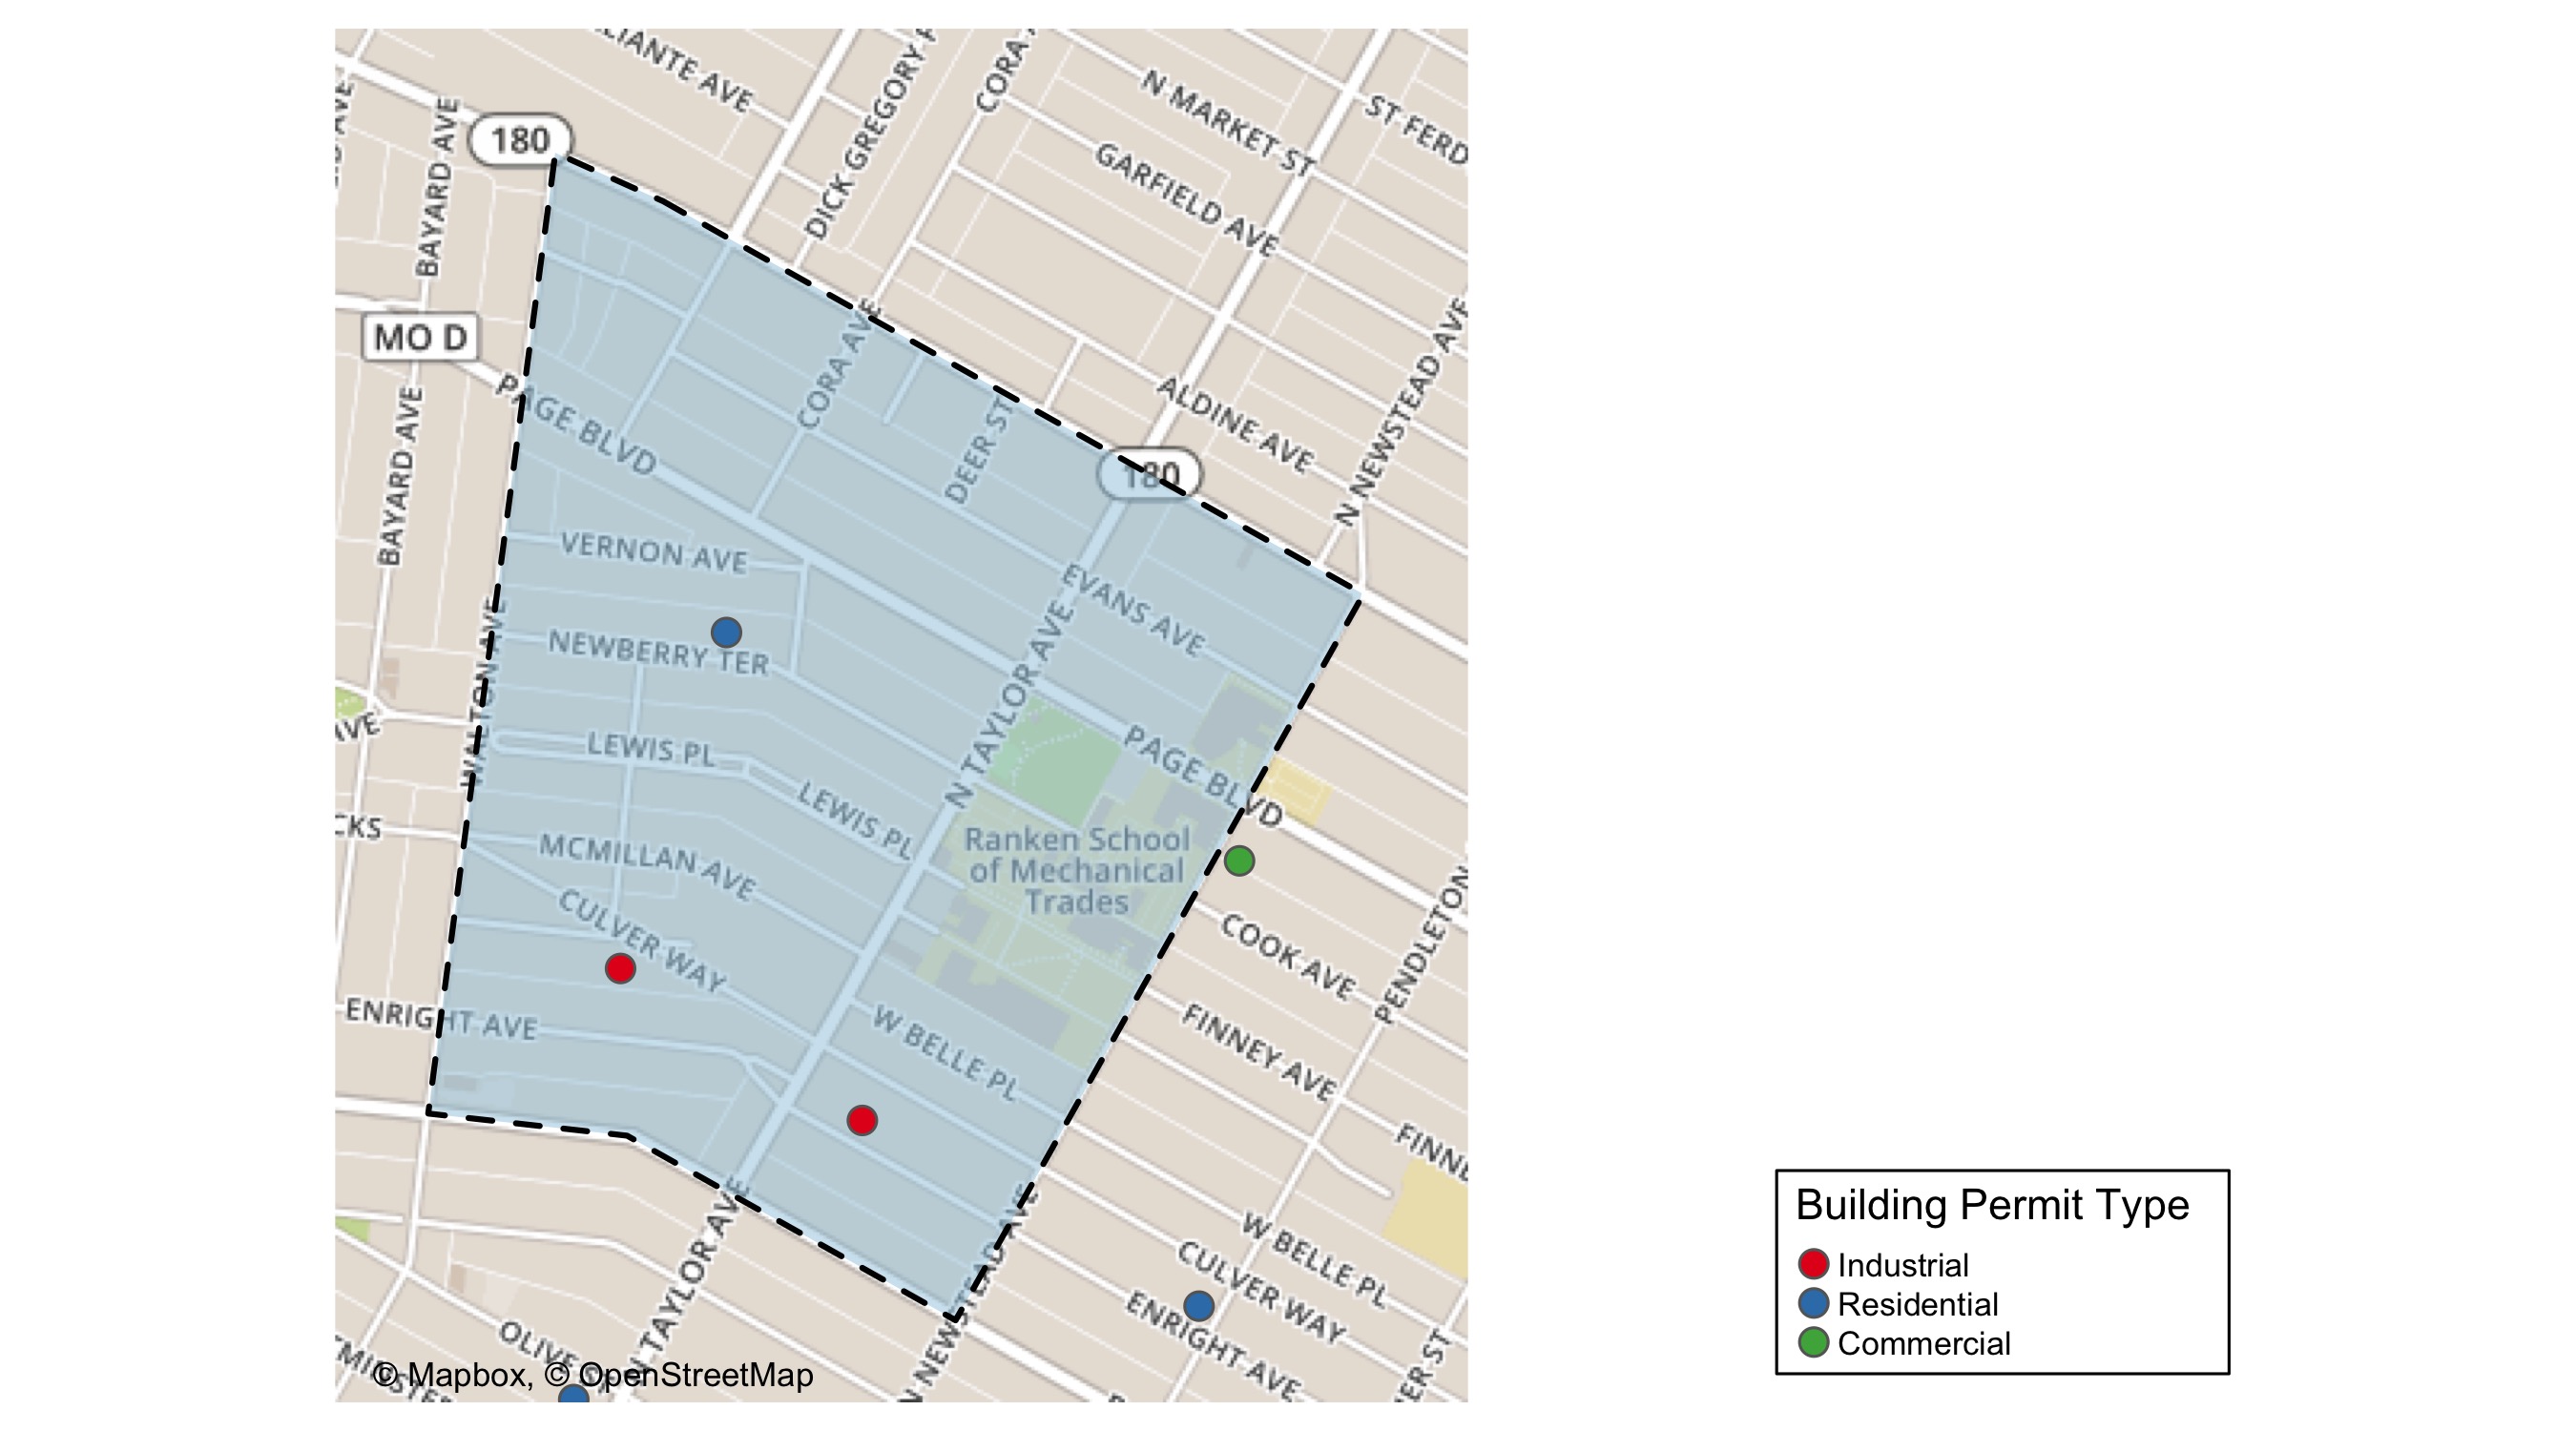 LIANTE AVE
DICK GREGORY P
CORA
N MARKET ST
ST FERD
GARFIELD AVE
BAYARD AVE
180
MO D
PAGE BLVD
CORA AVE
DEER ST
ALDINE AVE
N NEWSTEAD AVE
180
BAYARD AVE
VERNON AVE
EVANS AVE
NEWBERRY TER
WALTON AVE
N TAYLOR AVE
AVE
LEWIS PL
LEWIS PL
PAGE BLVD
CKS
MCMILLAN AVE
Ranken School
of Mechanical
Trades
CULVER WAY
COOK AVE
PENDLETON
ENRIGHT AVE
W BELLE PL
FINNEY AVE
FINNE
N TAYLOR AVE
N NEWSTEAD AVE
W BELLE PL
CULVER WAY
ENRIGHT AVE
OLIVE
ER ST
© Mapbox, © OpenStreetMap
Building Permit Type
Industrial
Residential
Commercial